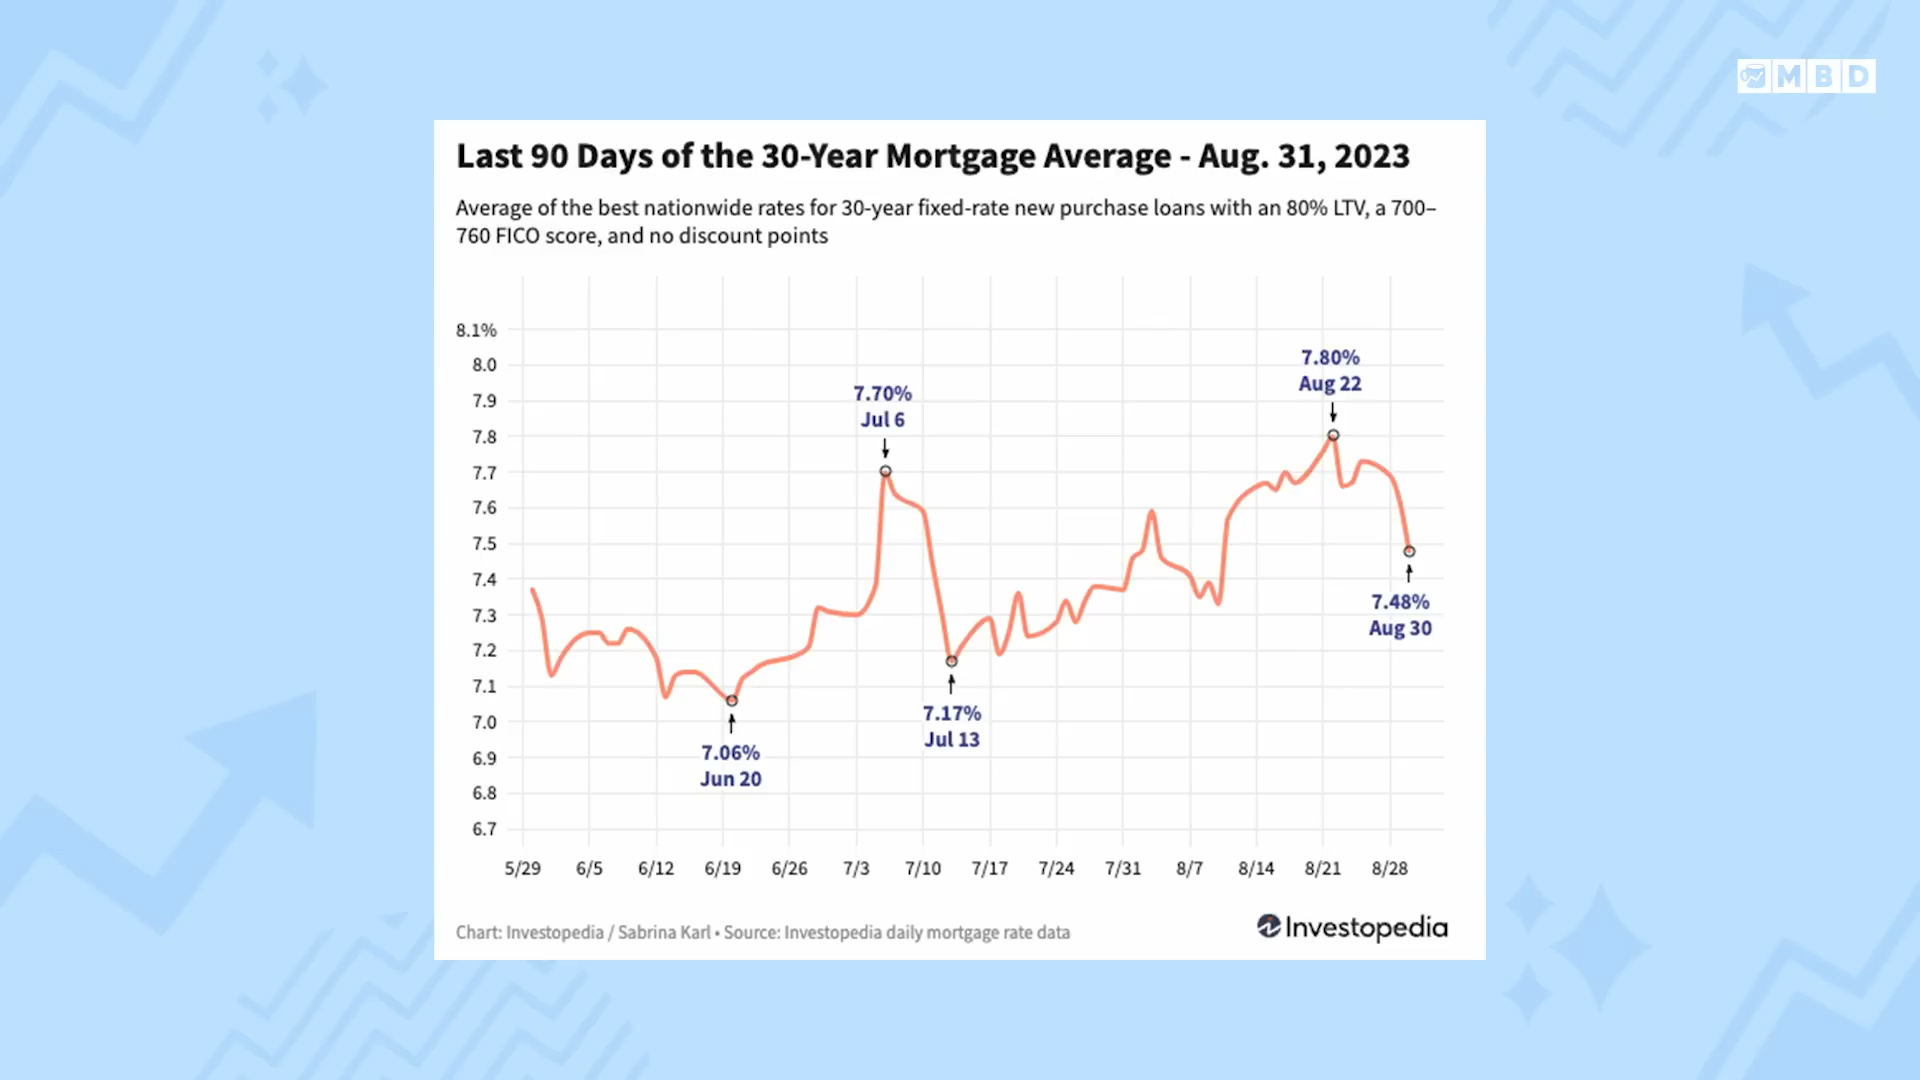 MBD
Last 90 Days of the 30-Year Mortgage Average - Aug. 31, 2023
Average of the best nationwide rates for 30-year fixed-rate new purchase loans with an 80% LTV, a 700–
760 FICO score, and no discount points
8.1%
8.0
7.9
7.8
7.7
7.6
7.5
7.4
7.3
7.2
7.1
7.0
6.9
6.8
6.7
7.06%
Jun 20
7.70%
Jul 6
7.17%
Jul 13
7.80%
Aug 22
7.48%
Aug 30
5/29 6/5 6/12 6/19 6/26 7/3 7/10 7/17 7/24 7/31 8/7 8/14 8/21 8/28
Chart: Investopedia / Sabrina Karl • Source: Investopedia daily mortgage rate data
Investopedia